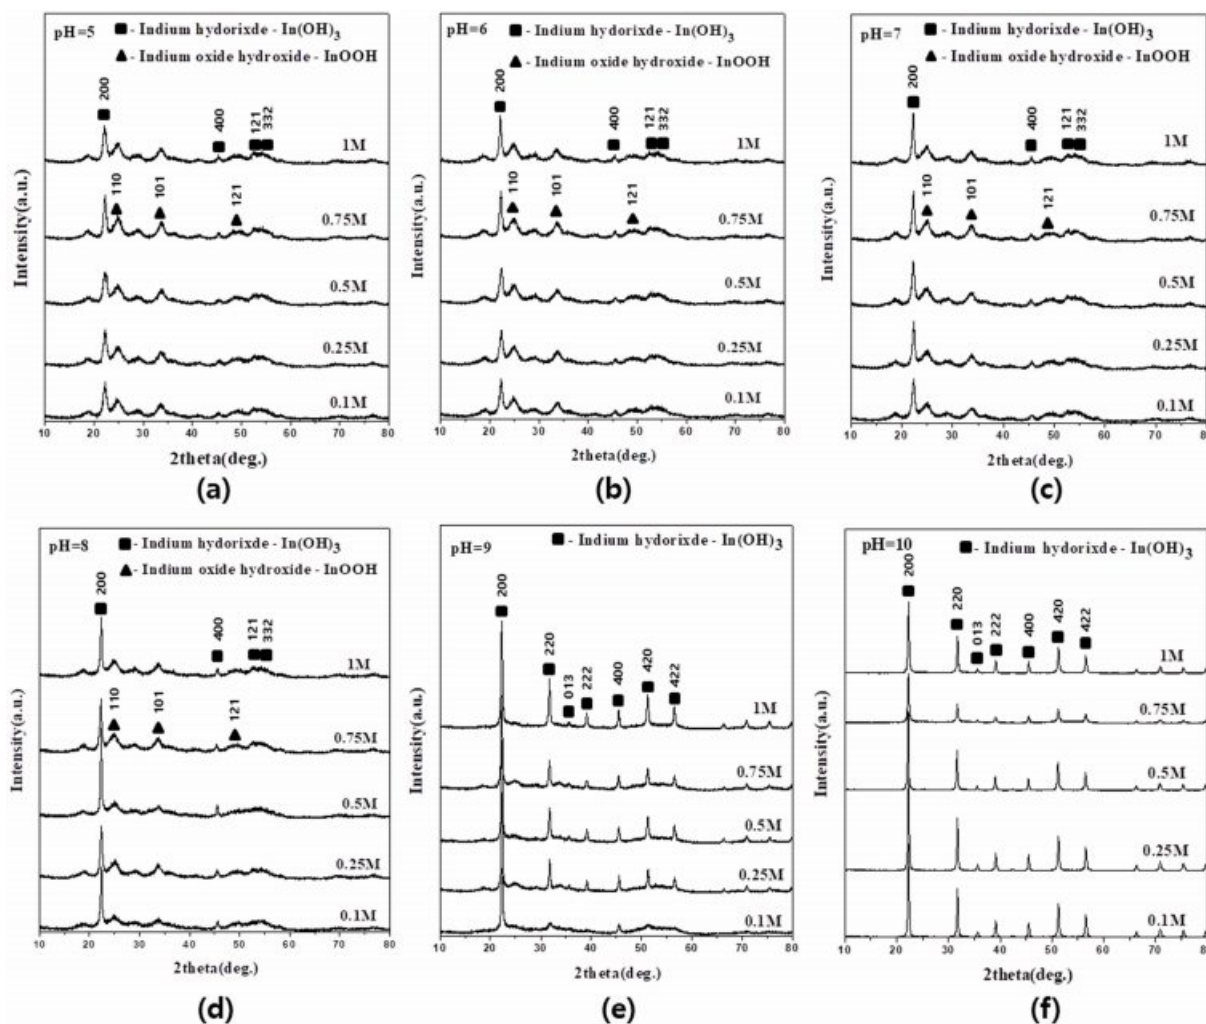 pH=5
■ - Indium hydorixde - In(OH)3
▲ - Indium oxide hydroxide - InOOH
200
400
121
332
1M
110
101
121
0.75M
0.5M
0.25M
0.1M
Intensity(a.u.)
10 20 30 40 50 60 70 80
2theta(deg.)
(a)
pH=6
■ - Indium hydorixde - In(OH)3
▲ - Indium oxide hydroxide - InOOH
200
400
121
332
1M
110
101
121
0.75M
0.5M
0.25M
0.1M
Intensity(a.u.)
10 20 30 40 50 60 70 80
2theta(deg.)
(b)
pH=7
■ - Indium hydorixde - In(OH)3
▲ - Indium oxide hydroxide - InOOH
200
400
121
332
1M
110
101
121
0.75M
0.5M
0.25M
0.1M
Intensity(a.u.)
10 20 30 40 50 60 70 80
2theta(deg.)
(c)
pH=8
■ - Indium hydorixde - In(OH)3
▲ - Indium oxide hydroxide - InOOH
200
400
121
332
1M
110
101
121
0.75M
0.5M
0.25M
0.1M
Intensity(a.u.)
10 20 30 40 50 60 70 80
2theta(deg.)
(d)
pH=9
■ - Indium hydorixde - In(OH)3
200
220
013
222
400
420
422
1M
0.75M
0.5M
0.25M
0.1M
Intensity(a.u.)
10 20 30 40 50 60 70 80
2theta(deg.)
(e)
pH=10
■ - Indium hydorixde - In(OH)3
200
220
013
222
400
420
422
1M
0.75M
0.5M
0.25M
0.1M
Intensity(a.u.)
10 20 30 40 50 60 70 80
2theta(deg.)
(f)